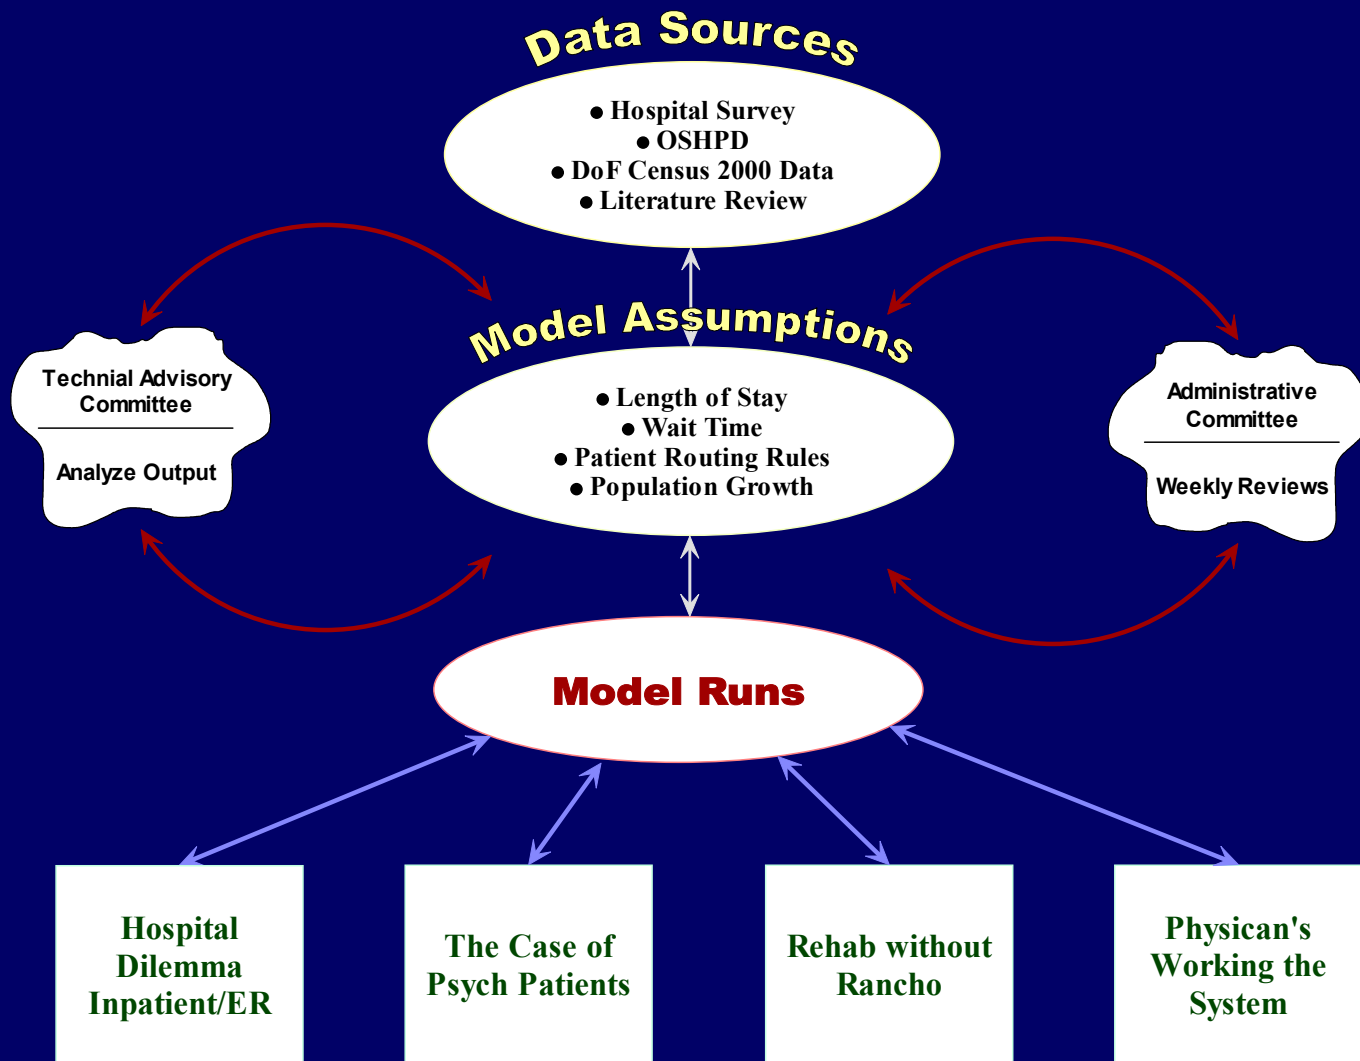 Data Sources
● Hospital Survey
● OSHPD
● DoF Census 2000 Data
● Literature Review
Model Assumptions
● Length of Stay
● Wait Time
● Patient Routing Rules
● Population Growth
Technial Advisory
Committee
Analyze Output
Administrative
Committee
Weekly Reviews
Model Runs
Hospital
Dilemma
Inpatient/ER
The Case of
Psych Patients
Rehab without
Rancho
Physican's
Working the
System